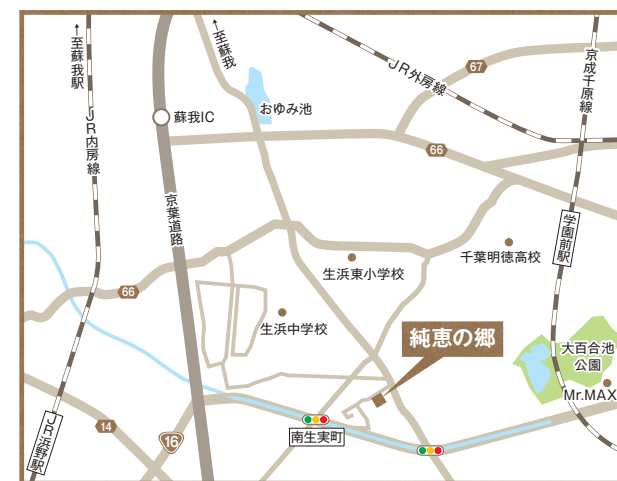 ←至蘇我駅
←至蘇我
JR外房線
67
京成千原線
おゆみ池
蘇我IC
JR内房線
66
京葉道路
学園前駅
千葉明徳高校
生浜東小学校
66
生浜中学校
純恵の郷
大百合池
公園
Mr.MAX
14
16
南生実町
JR浜野駅